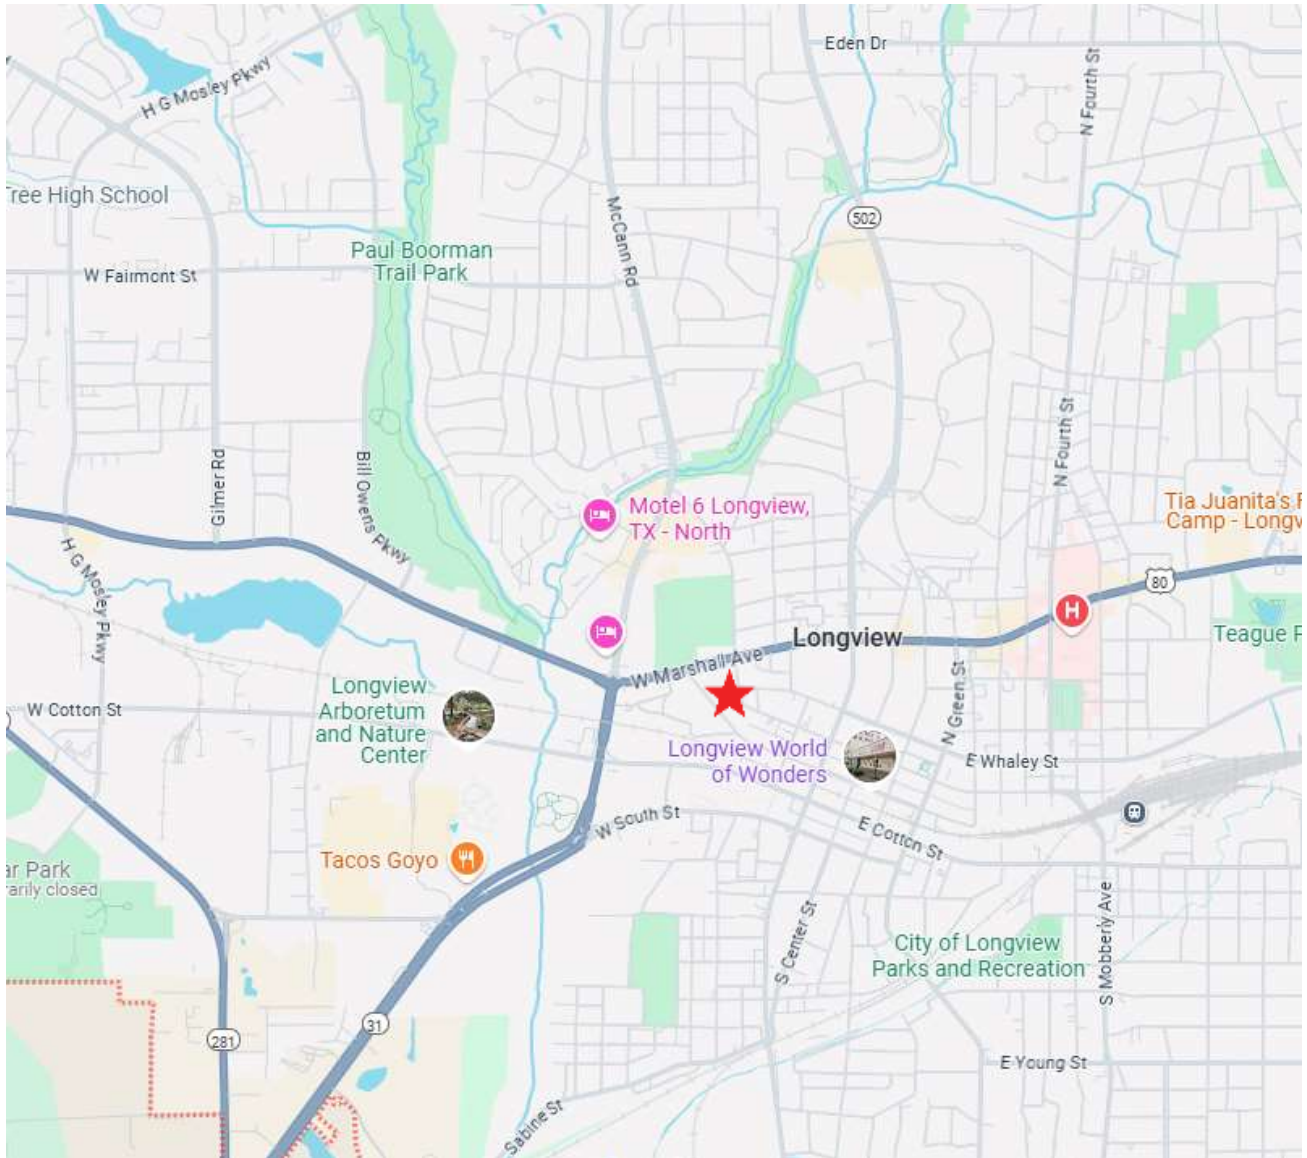 Eden Dr
H G Mosley Pkwy
N Fourth St
Tree High School
McCann Rd
502
Paul Boorman
Trail Park
W Fairmont St
N Fourth St
Gilmer Rd
Bill Owens Pkwy
Motel 6 Longview,
TX - North
Tia Juanita's F
Camp - Longv
H G Mosley Pkwy
80
H
Longview
Teague P
W Marshall Ave
N Green St
Longview
Arboretum
and Nature
Center
W Cotton St
Longview World
of Wonders
E Whaley St
W South St
E Cotton St
Tacos Goyo
ar Park
rarily closed
S Center St
S Mobberly Ave
City of Longview
Parks and Recreation
31
281
E Young St
Sabine St